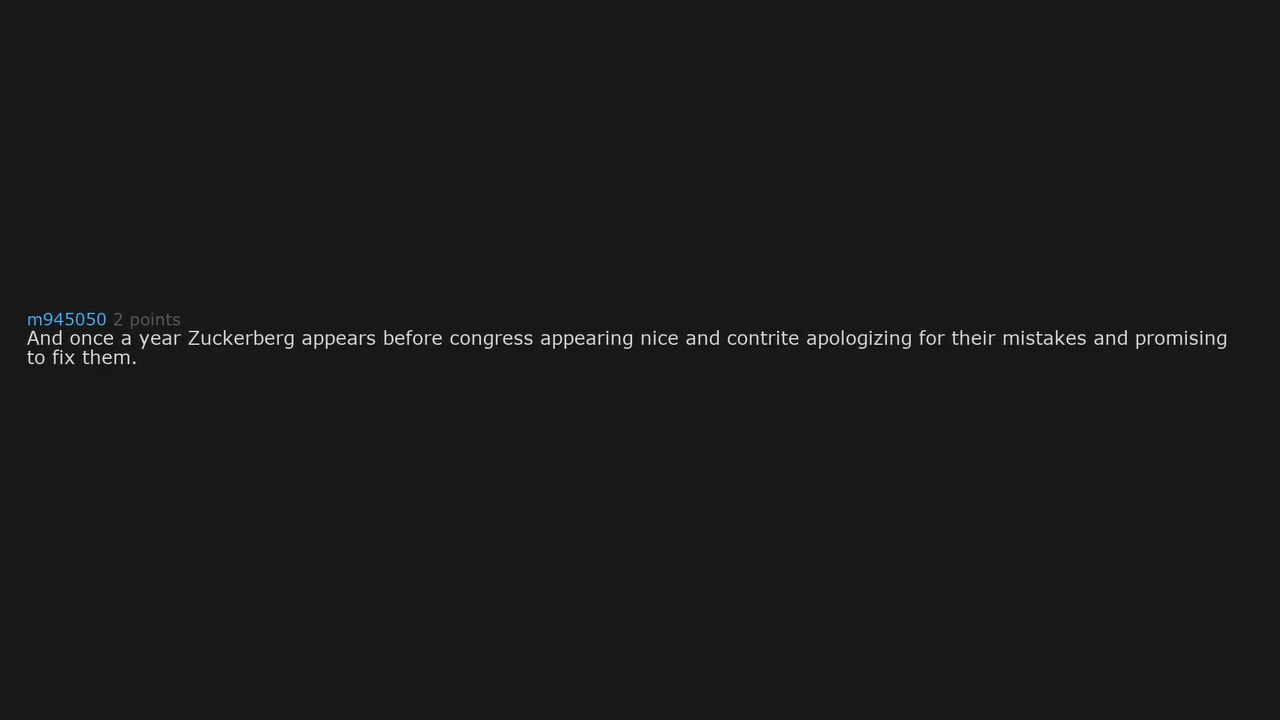 m945050 2 points
And once a year Zuckerberg appears before congress appearing nice and contrite apologizing for their mistakes and promising
to fix them.